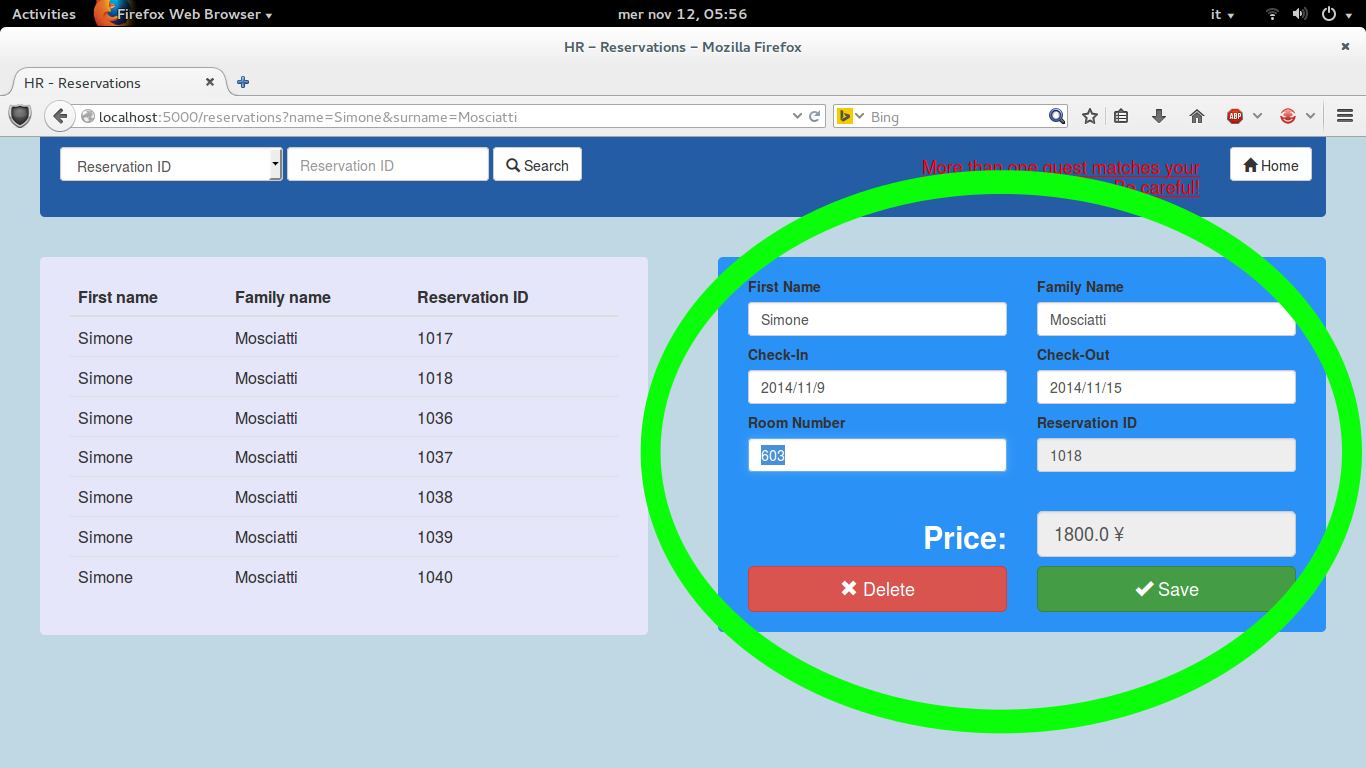 Activities Firefox Web Browser mer nov 12, 05:56 it
HR – Reservations – Mozilla Firefox
HR - Reservations
localhost:5000/reservations?name=Simone&surname=Mosciatti Bing ABP
Reservation ID Reservation ID Search More than one guest matches your Home
Be careful!
First name Family name Reservation ID
Simone Mosciatti 1017
Simone Mosciatti 1018
Simone Mosciatti 1036
Simone Mosciatti 1037
Simone Mosciatti 1038
Simone Mosciatti 1039
Simone Mosciatti 1040
First Name Family Name
Simone Mosciatti
Check-In Check-Out
2014/11/9 2014/11/15
Room Number Reservation ID
603 1018
Price: 1800.0 ¥
Delete Save